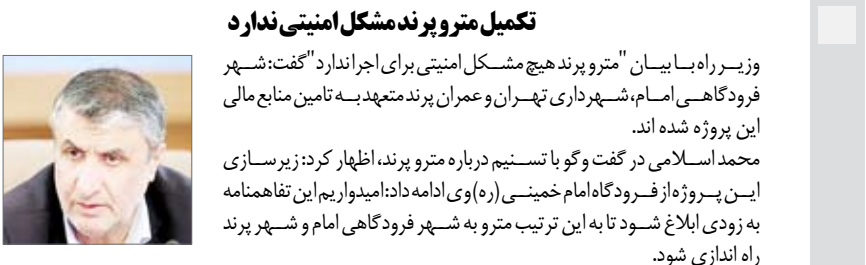 تکمیل مترو پرند مشکل امنیتی ندارد
وزیر راه با بیان "مترو پرند هیچ مشکل امنیتی برای اجرا ندارد" گفت: شهر
فرودگاهی امام، شهرداری تهران و عمران پرند متعهد به تامین منابع مالی
این پروژه شده اند.
محمد اسلامی در گفت وگو با تسنیم درباره مترو پرند، اظهار کرد: زیرسازی
این پروژه از فرودگاه امام خمینی (ره) وی ادامه داد: امیدواریم این تفاهمنامه
به زودی ابلاغ شود تا به این ترتیب مترو به شهر فرودگاهی امام و شهر پرند
راه اندازی شود.